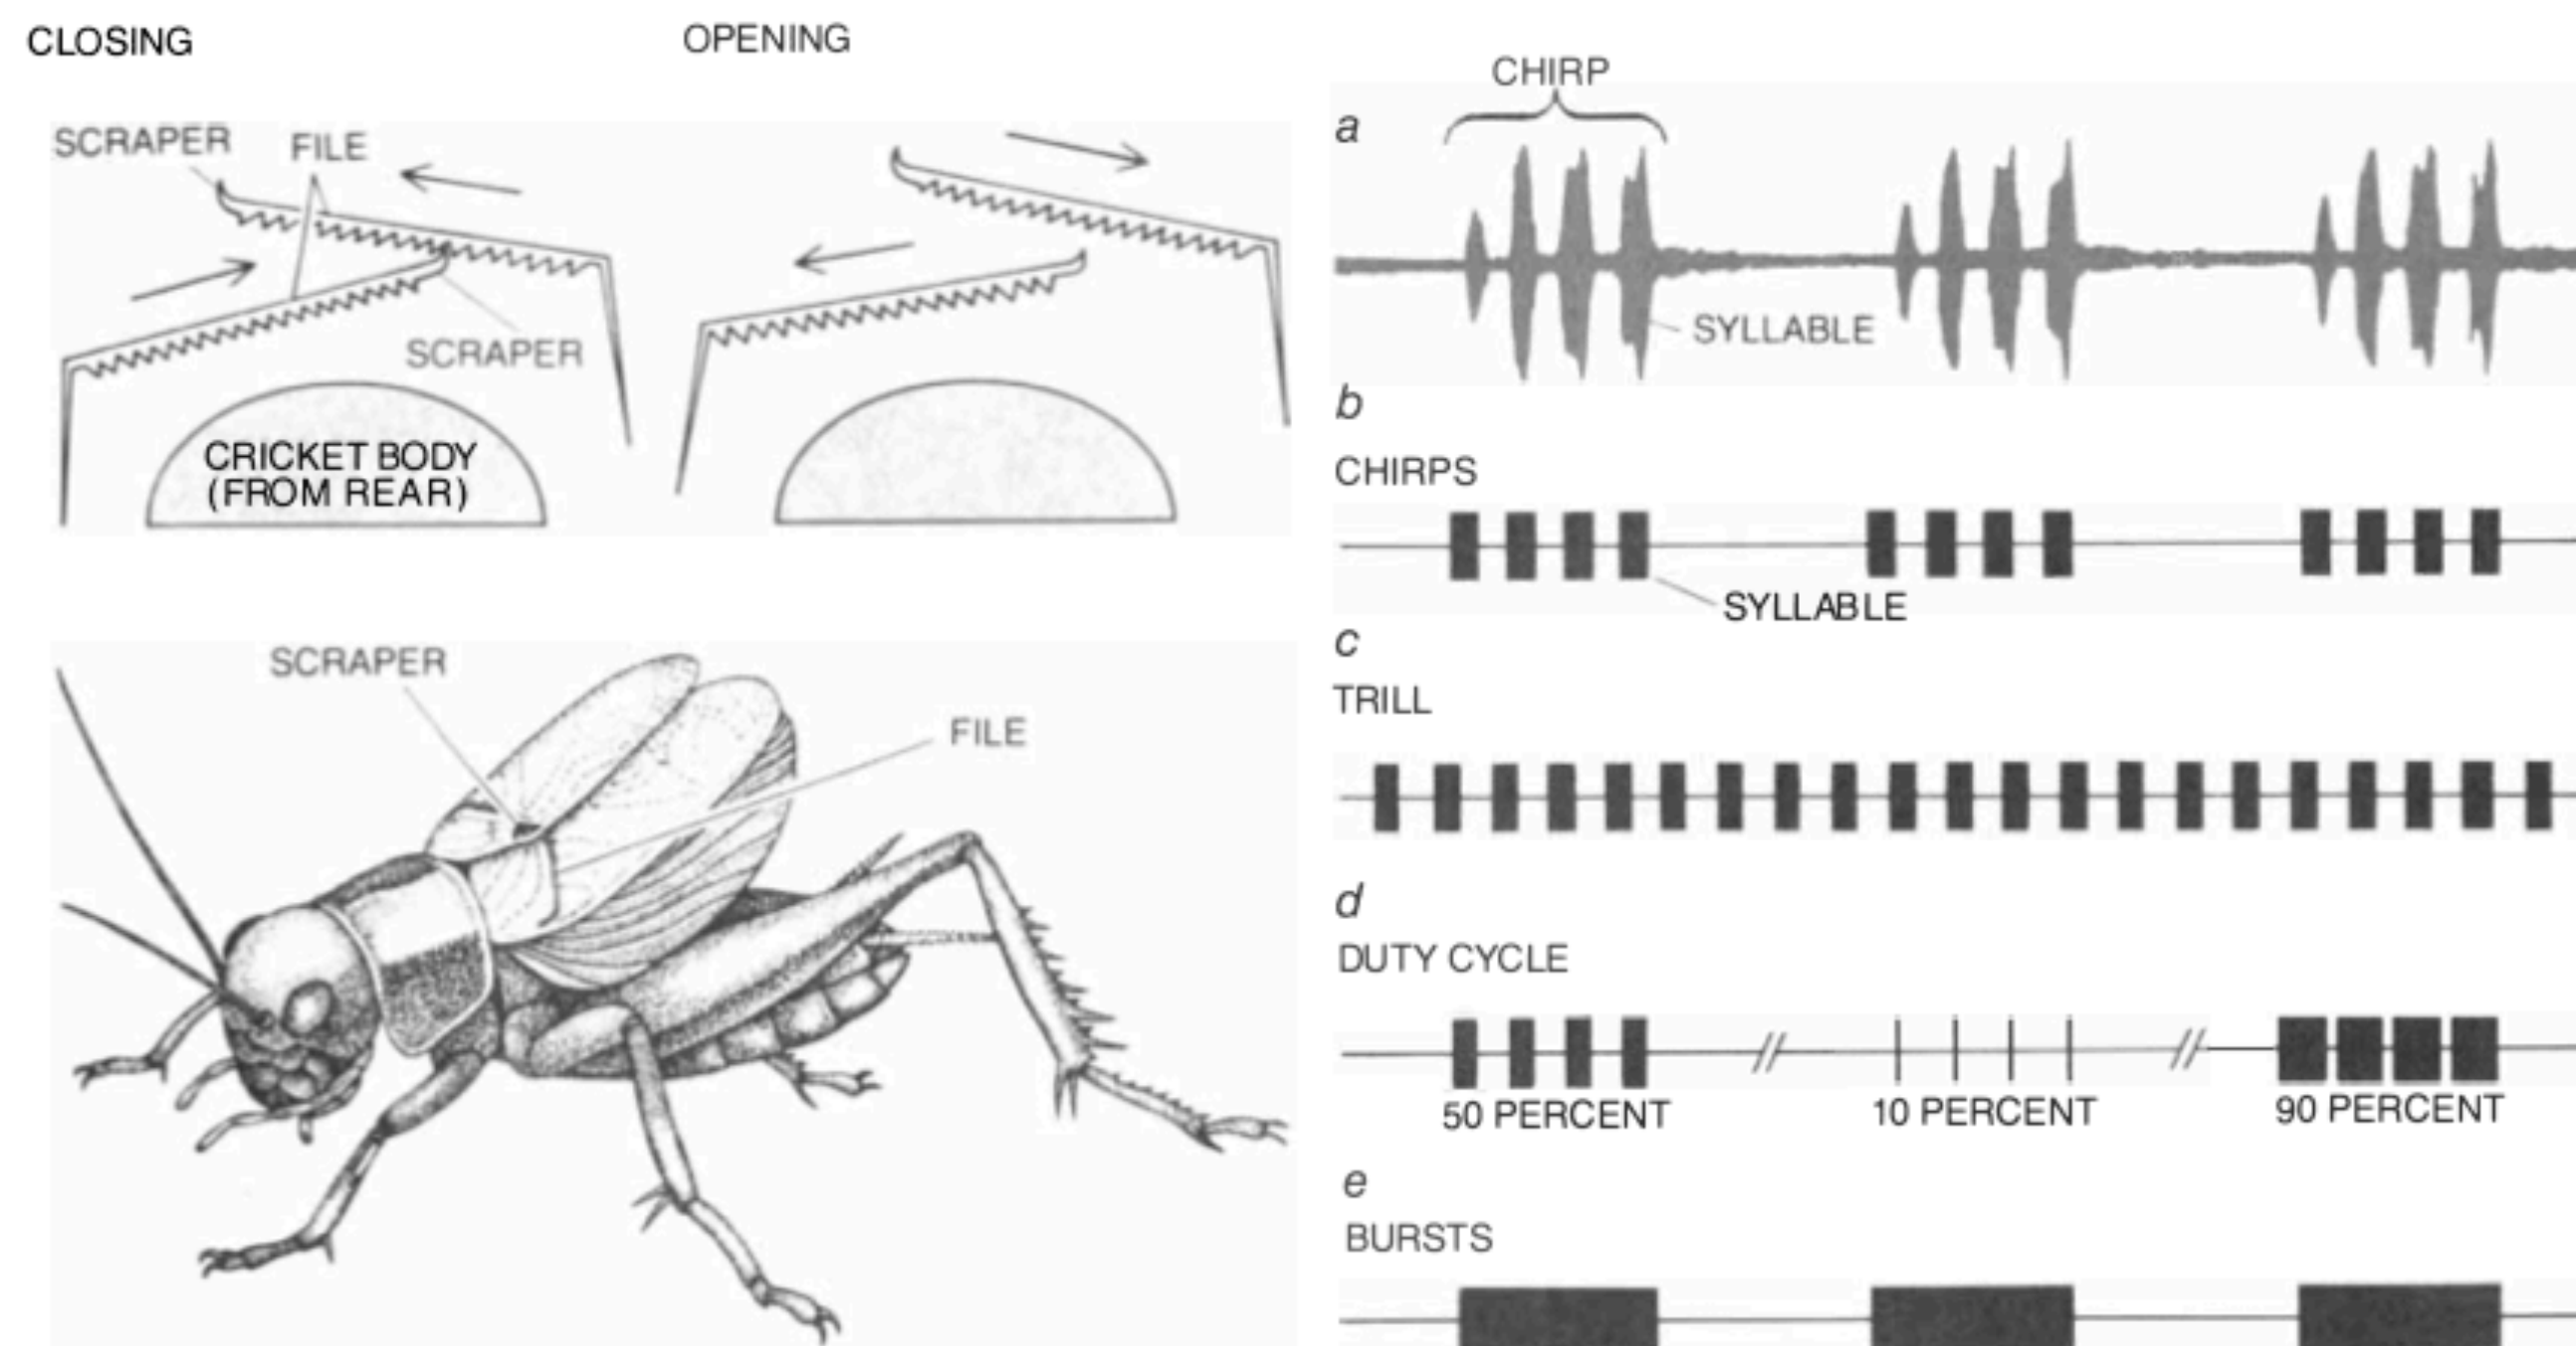 CLOSING
OPENING
SCRAPER
FILE
SCRAPER
CRICKET BODY
(FROM REAR)
SCRAPER
FILE
CHIRP
a
SYLLABLE
b
CHIRPS
SYLLABLE
c
TRILL
d
DUTY CYCLE
50 PERCENT
10 PERCENT
90 PERCENT
e
BURSTS